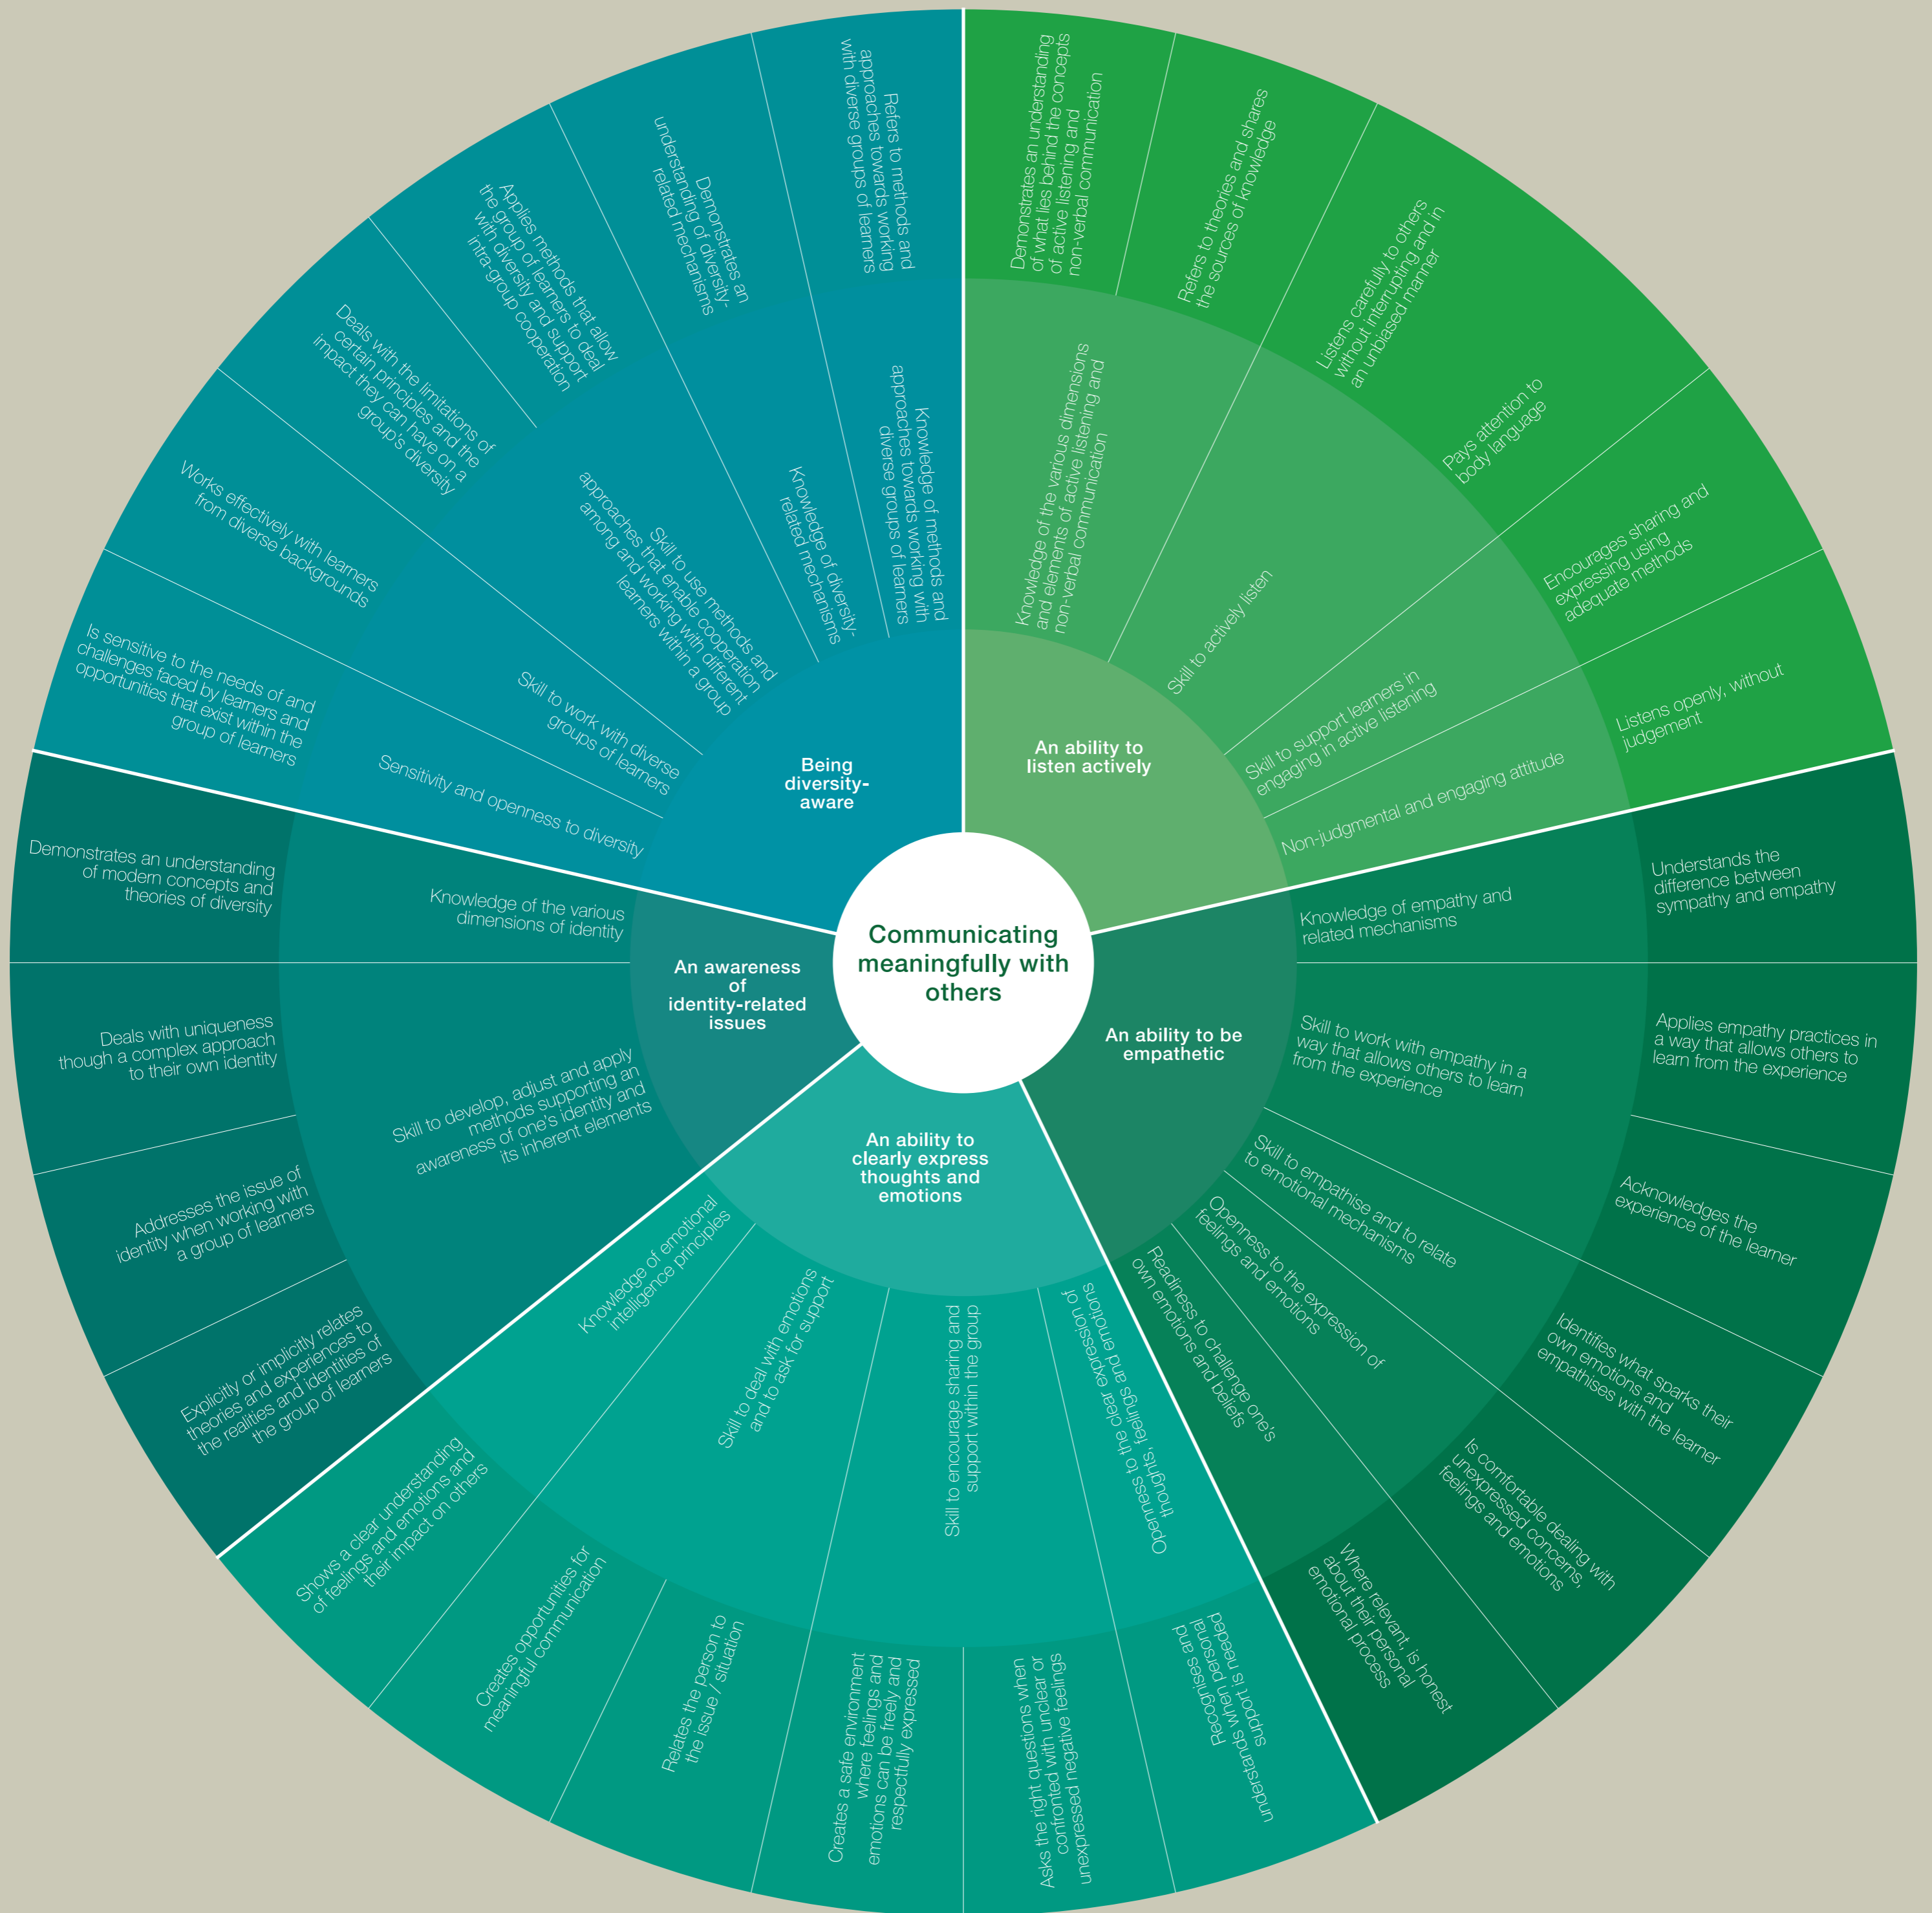 Communicating
meaningfully with
others
An ability to
listen actively
Knowledge of the various dimensions
and elements of active listening and
non-verbal communication
Demonstrates an understanding
of what lies behind the concepts
of active listening and
non-verbal communication
Refers to theories and shares
the sources of knowledge
Skill to actively listen
Listens carefully to others
without interrupting and in
an unbiased manner
Pays attention to
body language
Skill to support learners in
engaging in active listening
Encourages sharing and
expressing using
adequate methods
Non-judgmental and engaging attitude
Listens openly, without
judgement
An ability to be
empathetic
Knowledge of empathy and
related mechanisms
Understands the
difference between
sympathy and empathy
Skill to work with empathy in a
way that allows others to learn
from the experience
Applies empathy practices in
a way that allows others to
learn from the experience
Acknowledges the
experience of the learner
Skill to empathise and to relate
to emotional mechanisms
Identifies what sparks their
own emotions and
empathises with the learner
Openness to the expression of
feelings and emotions
Is comfortable dealing with
unexpressed concerns,
feelings and emotions
Readiness to challenge one's
own emotions and beliefs
Where relevant, is honest
about their personal
emotional process
An ability to
clearly express
thoughts and
emotions
Openness to the clear expression of
thoughts, feelings and emotions
Recognises and
understands when personal
support is needed
Skill to encourage sharing and
support within the group
Asks the right questions when
confronted with unclear or
unexpressed negative feelings
Creates a safe environment
where feelings and
emotions can be freely and
respectfully expressed
Skill to deal with emotions
and to ask for support
Relates the person to
the issue / situation
Creates opportunities for
meaningful communication
Knowledge of emotional
intelligence principles
Shows a clear understanding
of feelings and emotions and
their impact on others
An awareness
of
identity-related
issues
Skill to develop, adjust and apply
methods supporting an
awareness of one's identity and
its inherent elements
Explicitly or implicitly relates
theories and experiences to
the realities and identities of
the group of learners
Addresses the issue of
identity when working with
a group of learners
Deals with uniqueness
though a complex approach
to their own identity
Knowledge of the various
dimensions of identity
Demonstrates an understanding
of modern concepts and
theories of diversity
Being
diversity-
aware
Sensitivity and openness to diversity
Is sensitive to the needs of and
challenges faced by learners and
opportunities that exist within the
group of learners
Skill to work with diverse
groups of learners
Works effectively with learners
from diverse backgrounds
Skill to use methods and
approaches that enable cooperation
among and working with different
learners within a group
Deals with the limitations of
certain principles and the
impact they can have on a
group's diversity
Applies methods that allow
the group of learners to deal
with diversity and support
intra-group cooperation
Knowledge of diversity-
related mechanisms
Demonstrates an
understanding of diversity-
related mechanisms
Knowledge of methods and
approaches towards working with
diverse groups of learners
Refers to methods and
approaches towards working
with diverse groups of learners